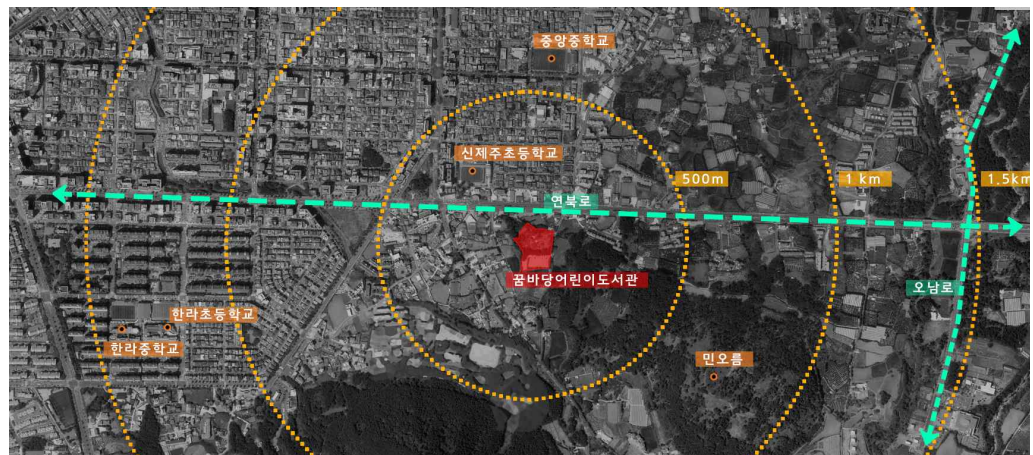 중앙중학교
신제주초등학교
500m
1 km
1.5km
연북로
꿈바당어린이도서관
오남로
한라초등학교
한라중학교
민오름